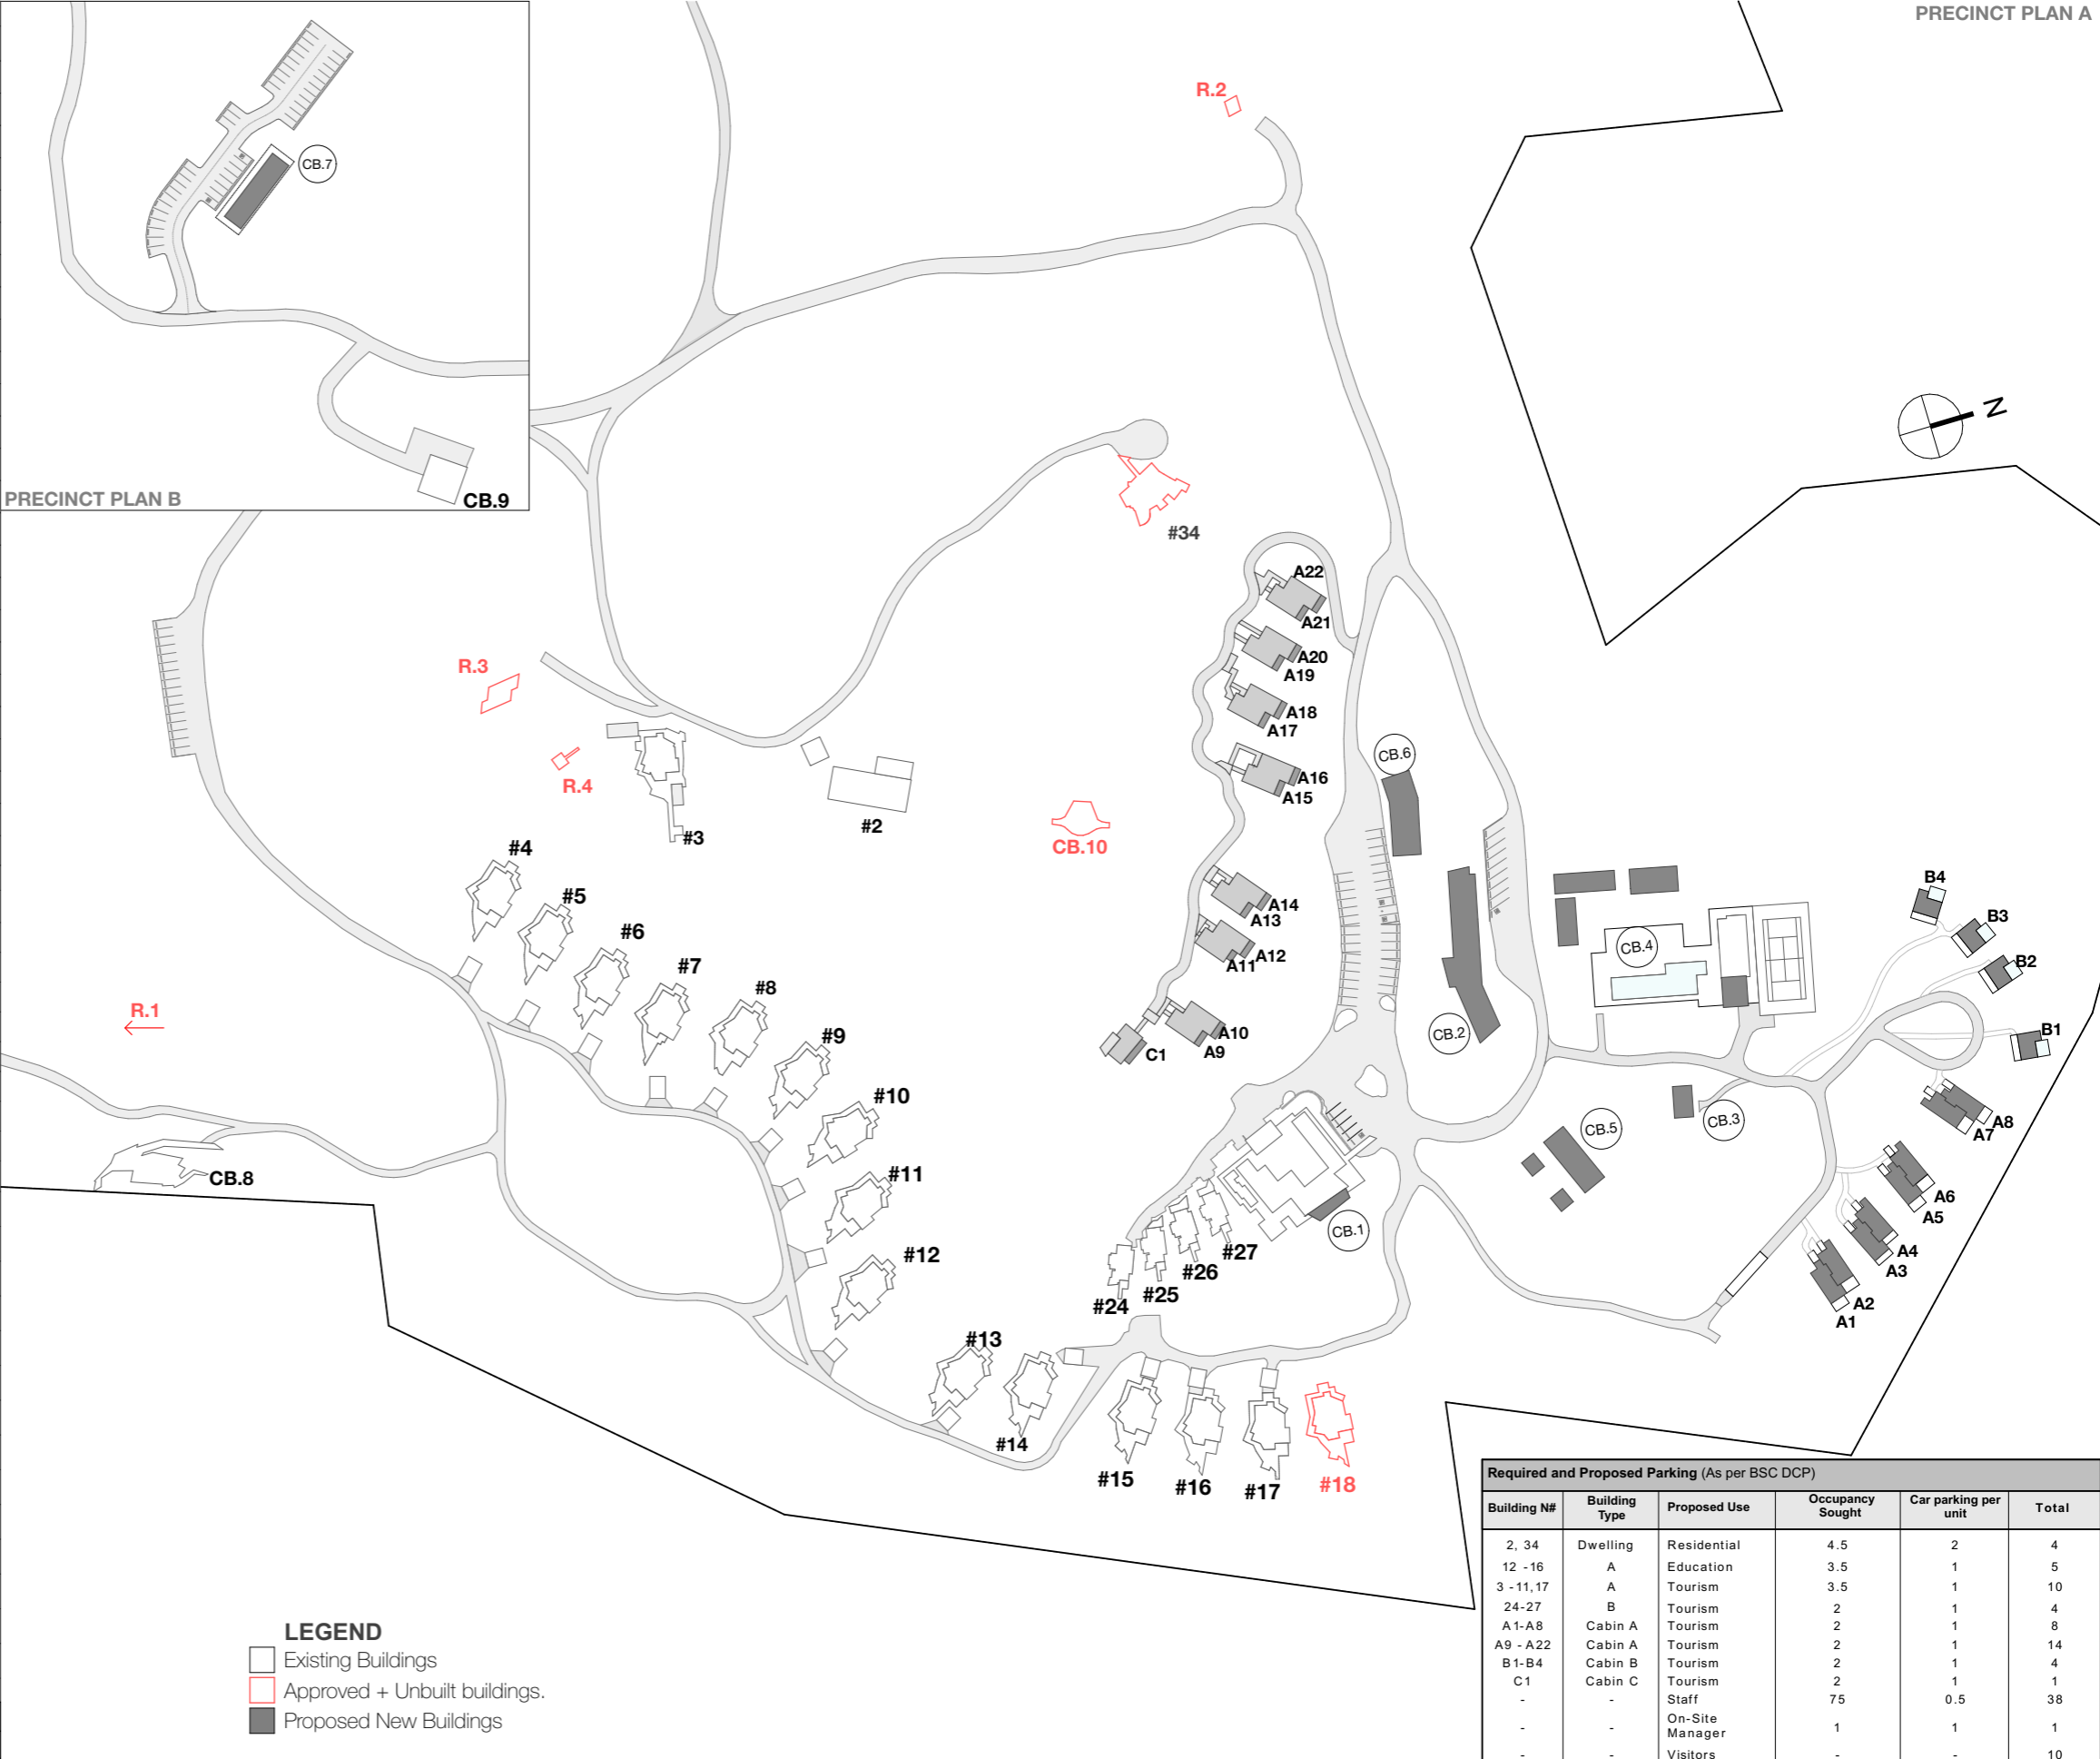 PRECINCT PLAN A
R.2
CB.7
N
PRECINCT PLAN B
CB.9
#34
A22
A21
A20
A19
A18
A17
A16
A15
R.3
R.4
#3
#2
CB.10
CB.6
A14
A13
A12
A11
A10
A9
C1
CB.2
CB.4
B4
B3
B2
B1
CB.3
CB.5
A8
A7
A6
A5
A4
A3
A2
A1
#4
#5
#6
#7
#8
#9
#10
#11
#12
#13
#14
#15
#16
#17
#18
R.1
CB.8
CB.1
#27
#26
#25
#24
Required and Proposed Parking (As per BSC DCP)
Building N# Building Type Proposed Use Occupancy Sought Car parking per unit Total
2, 34 Dwelling Residential 4.5 2 4
12 -16 A Education 3.5 1 5
3 -11,17 A Tourism 3.5 1 10
24-27 B Tourism 2 1 4
A1-A8 Cabin A Tourism 2 1 8
A9 - A22 Cabin A Tourism 2 1 14
B1-B4 Cabin B Tourism 2 1 4
C1 Cabin C Tourism 2 1 1
- - Staff 75 0.5 38
- - On-Site Manager 1 1 1
- - Visitors - - 10
LEGEND
Existing Buildings
Approved + Unbuilt buildings.
Proposed New Buildings